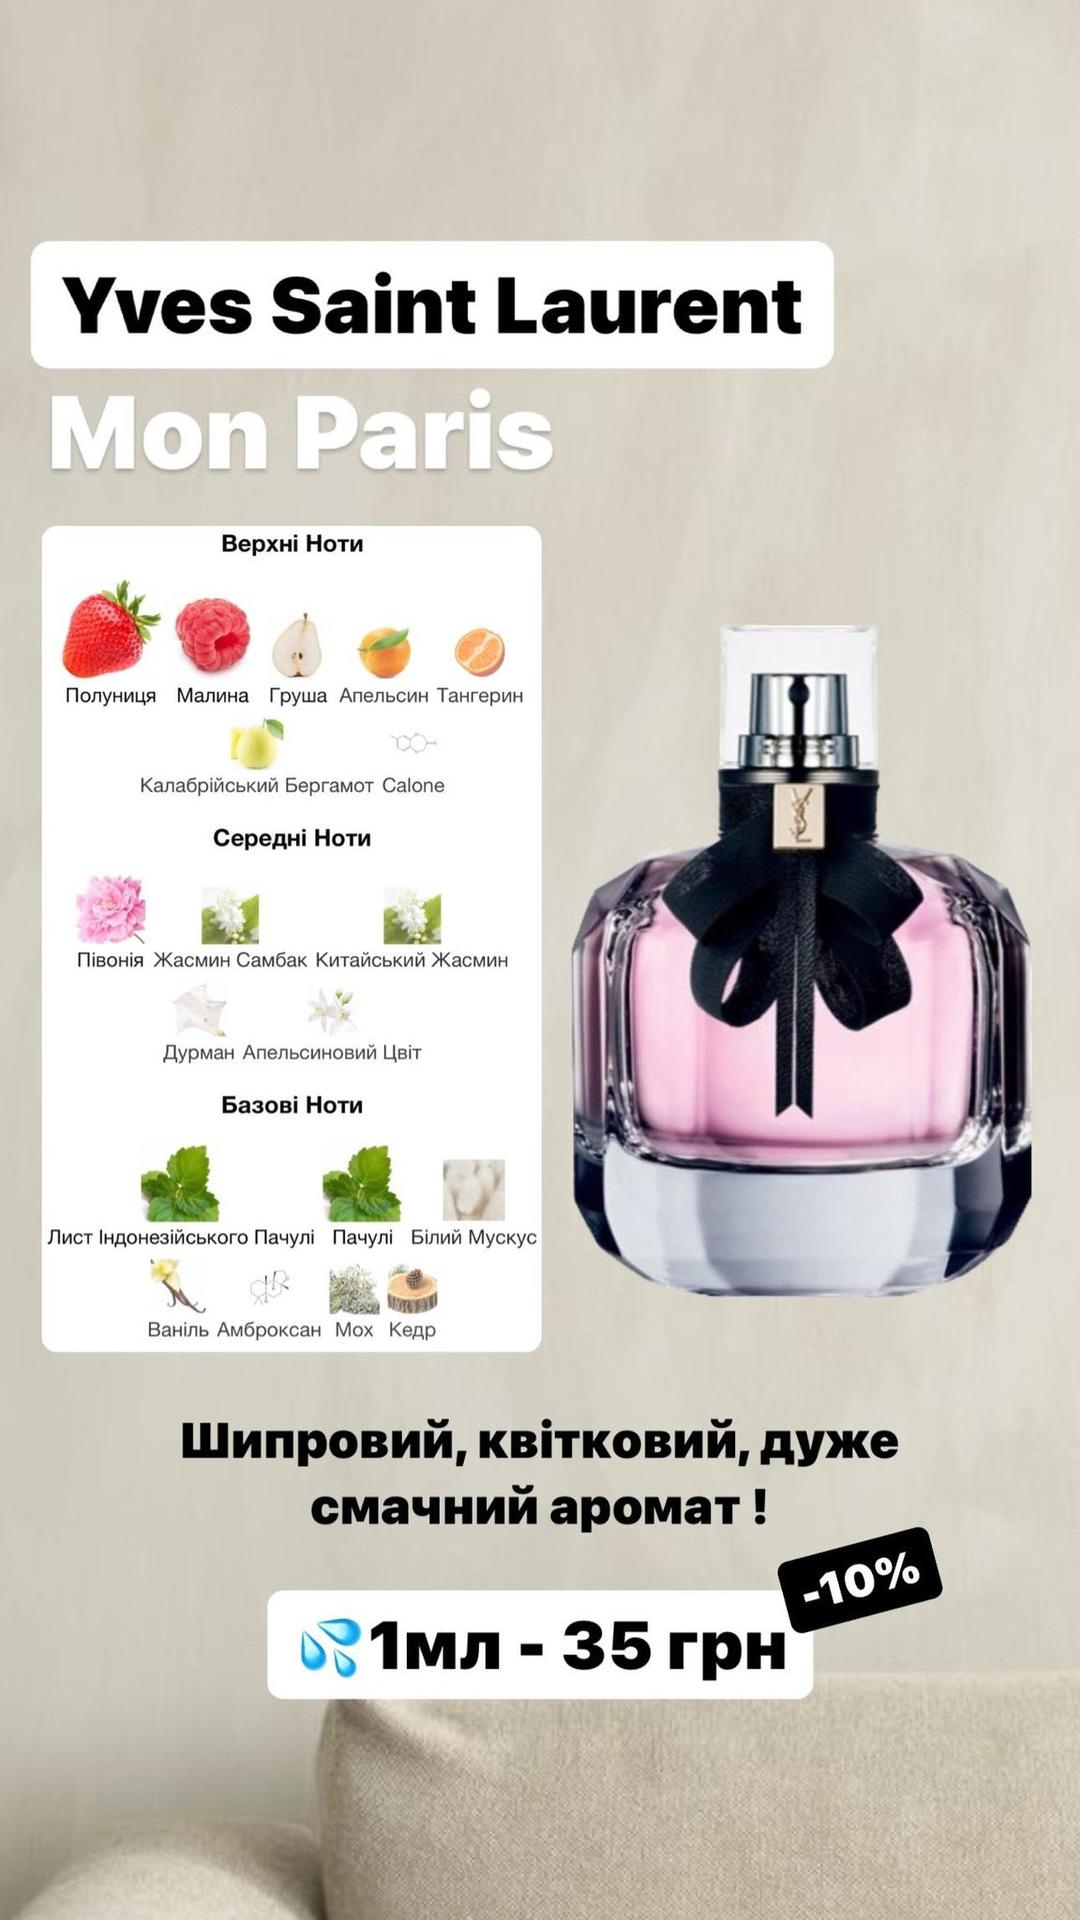 Yves Saint Laurent
Mon Paris
Верхні Ноти
Полуниця Малина Груша Апельсин Тангерин
Калабрійський Бергамот Calone
Середні Ноти
Півонія Жасмин Самбак Китайський Жасмин
Дурман Апельсиновий Цвіт
Базові Ноти
Лист Індонезійського Пачулі Пачулі Білий Мускус
Ваніль Амброксан Мох Кедр
YSL
Шипровий, квітковий, дуже
смачний аромат !
-10%
💦1мл - 35 грн